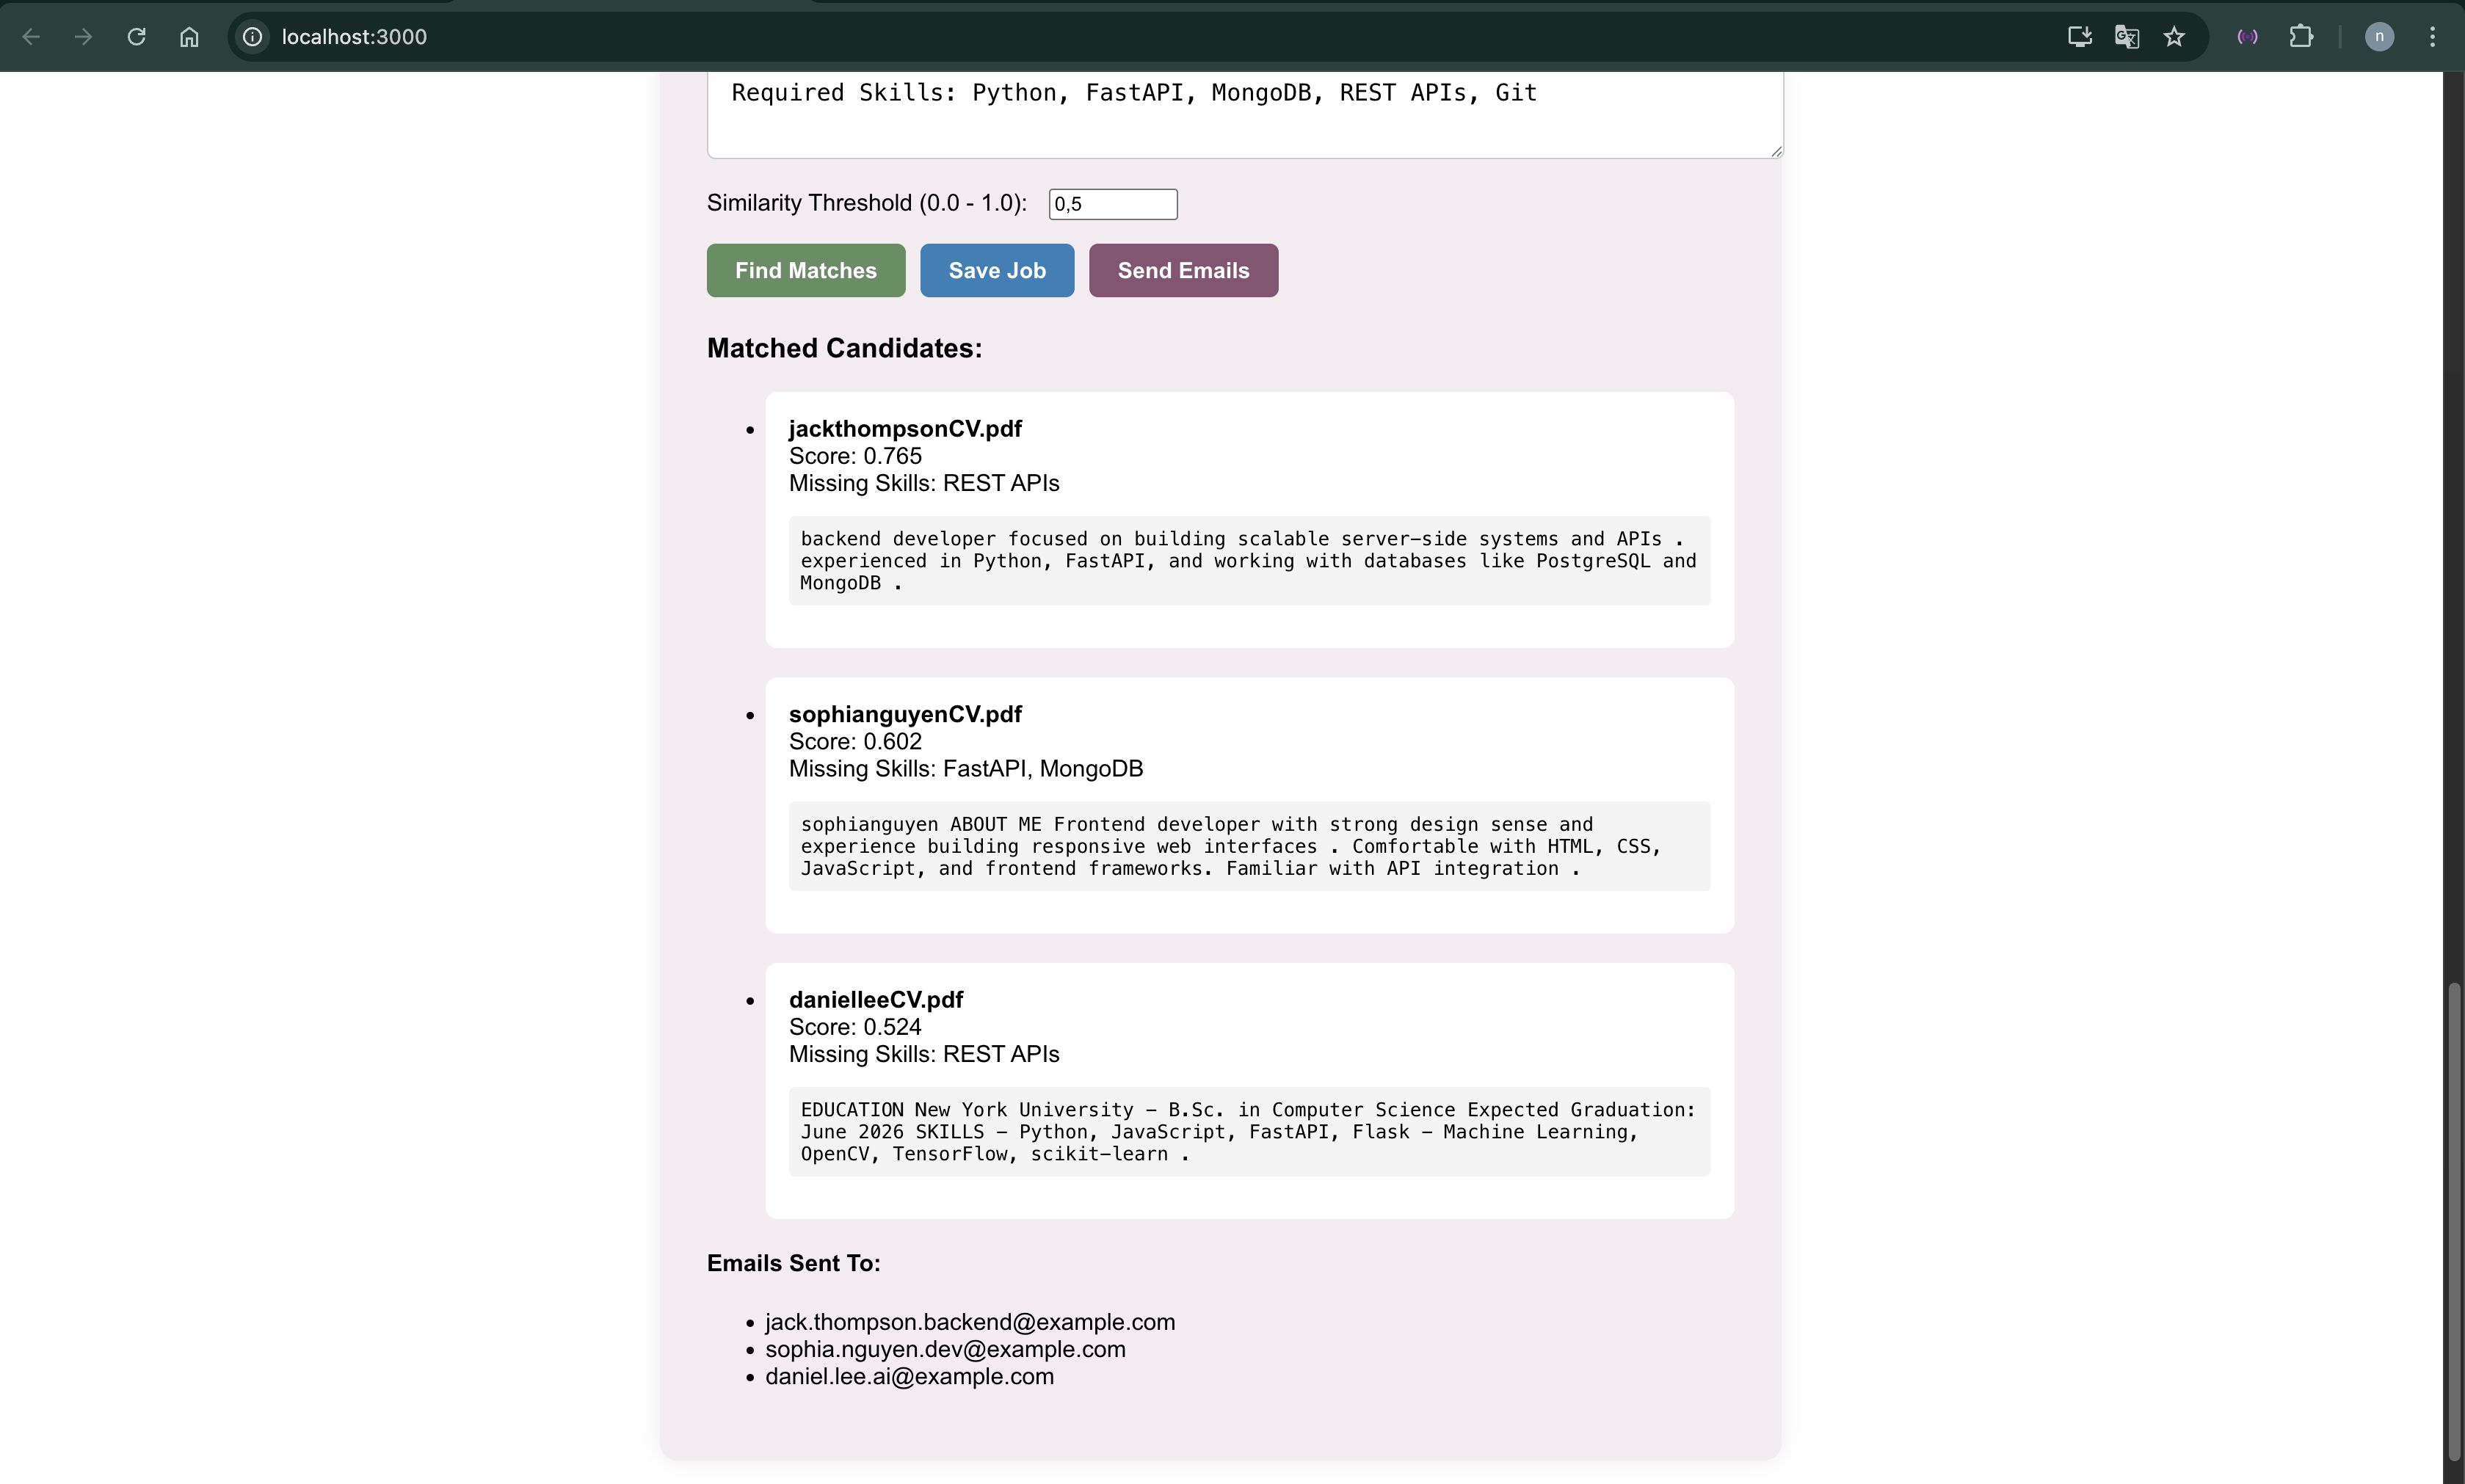 localhost:3000
n
Required Skills: Python, FastAPI, MongoDB, REST APIs, Git
Similarity Threshold (0.0 - 1.0): 0,5
Find Matches Save Job Send Emails
Matched Candidates:
• jackthompsonCV.pdf
Score: 0.765
Missing Skills: REST APIs
backend developer focused on building scalable server-side systems and APIs .
experienced in Python, FastAPI, and working with databases like PostgreSQL and
MongoDB .
• sophianguyenCV.pdf
Score: 0.602
Missing Skills: FastAPI, MongoDB
sophianguyen ABOUT ME Frontend developer with strong design sense and
experience building responsive web interfaces . Comfortable with HTML, CSS,
JavaScript, and frontend frameworks. Familiar with API integration .
• danielleeCV.pdf
Score: 0.524
Missing Skills: REST APIs
EDUCATION New York University – B.Sc. in Computer Science Expected Graduation:
June 2026 SKILLS – Python, JavaScript, FastAPI, Flask – Machine Learning,
OpenCV, TensorFlow, scikit-learn .
Emails Sent To:
• jack.thompson.backend@example.com
• sophia.nguyen.dev@example.com
• daniel.lee.ai@example.com